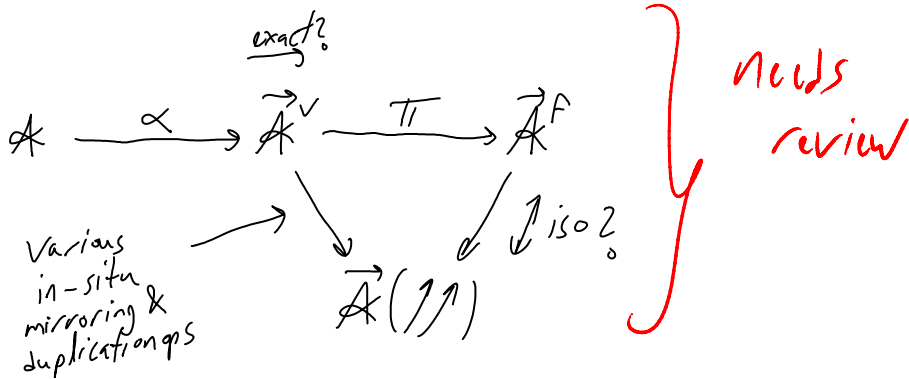 exact?
𝔸 α 𝔸⃗ᵛ π 𝔸⃗ᶠ
needs
review
iso?
various
in-situ
mirroring &
duplication ops
𝔸⃗(↗↗)